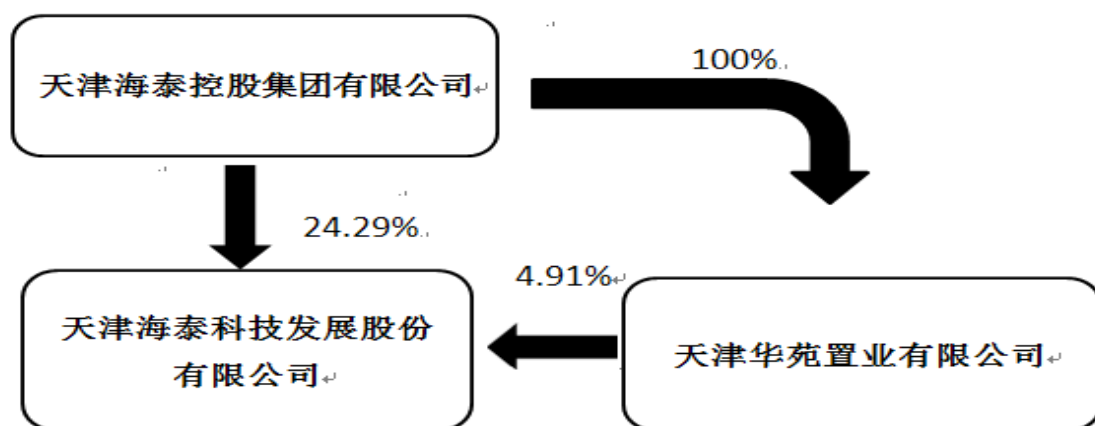 天津海泰控股集团有限公司
100%
24.29%
4.91%
天津海泰科技发展股份
有限公司
天津华苑置业有限公司